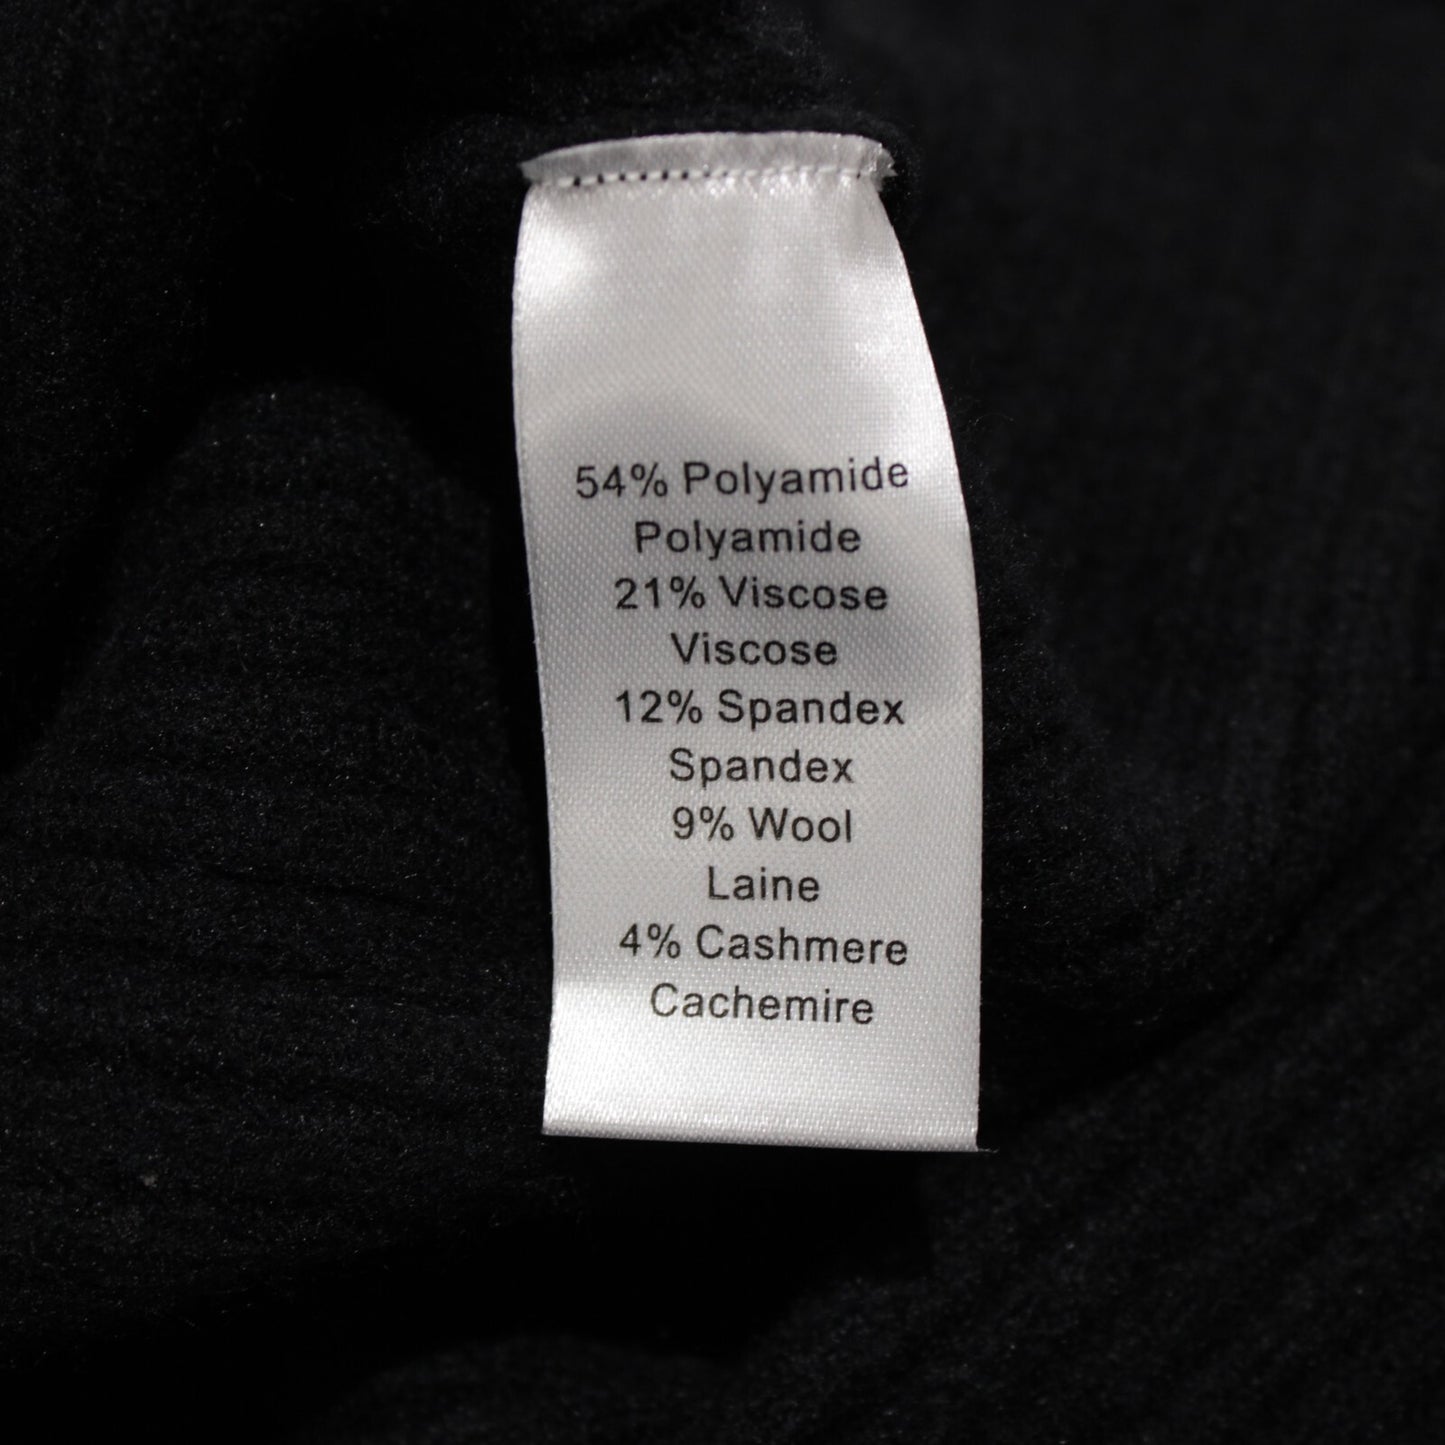 54% Polyamide
Polyamide
21% Viscose
Viscose
12% Spandex
Spandex
9% Wool
Laine
4% Cashmere
Cachemire